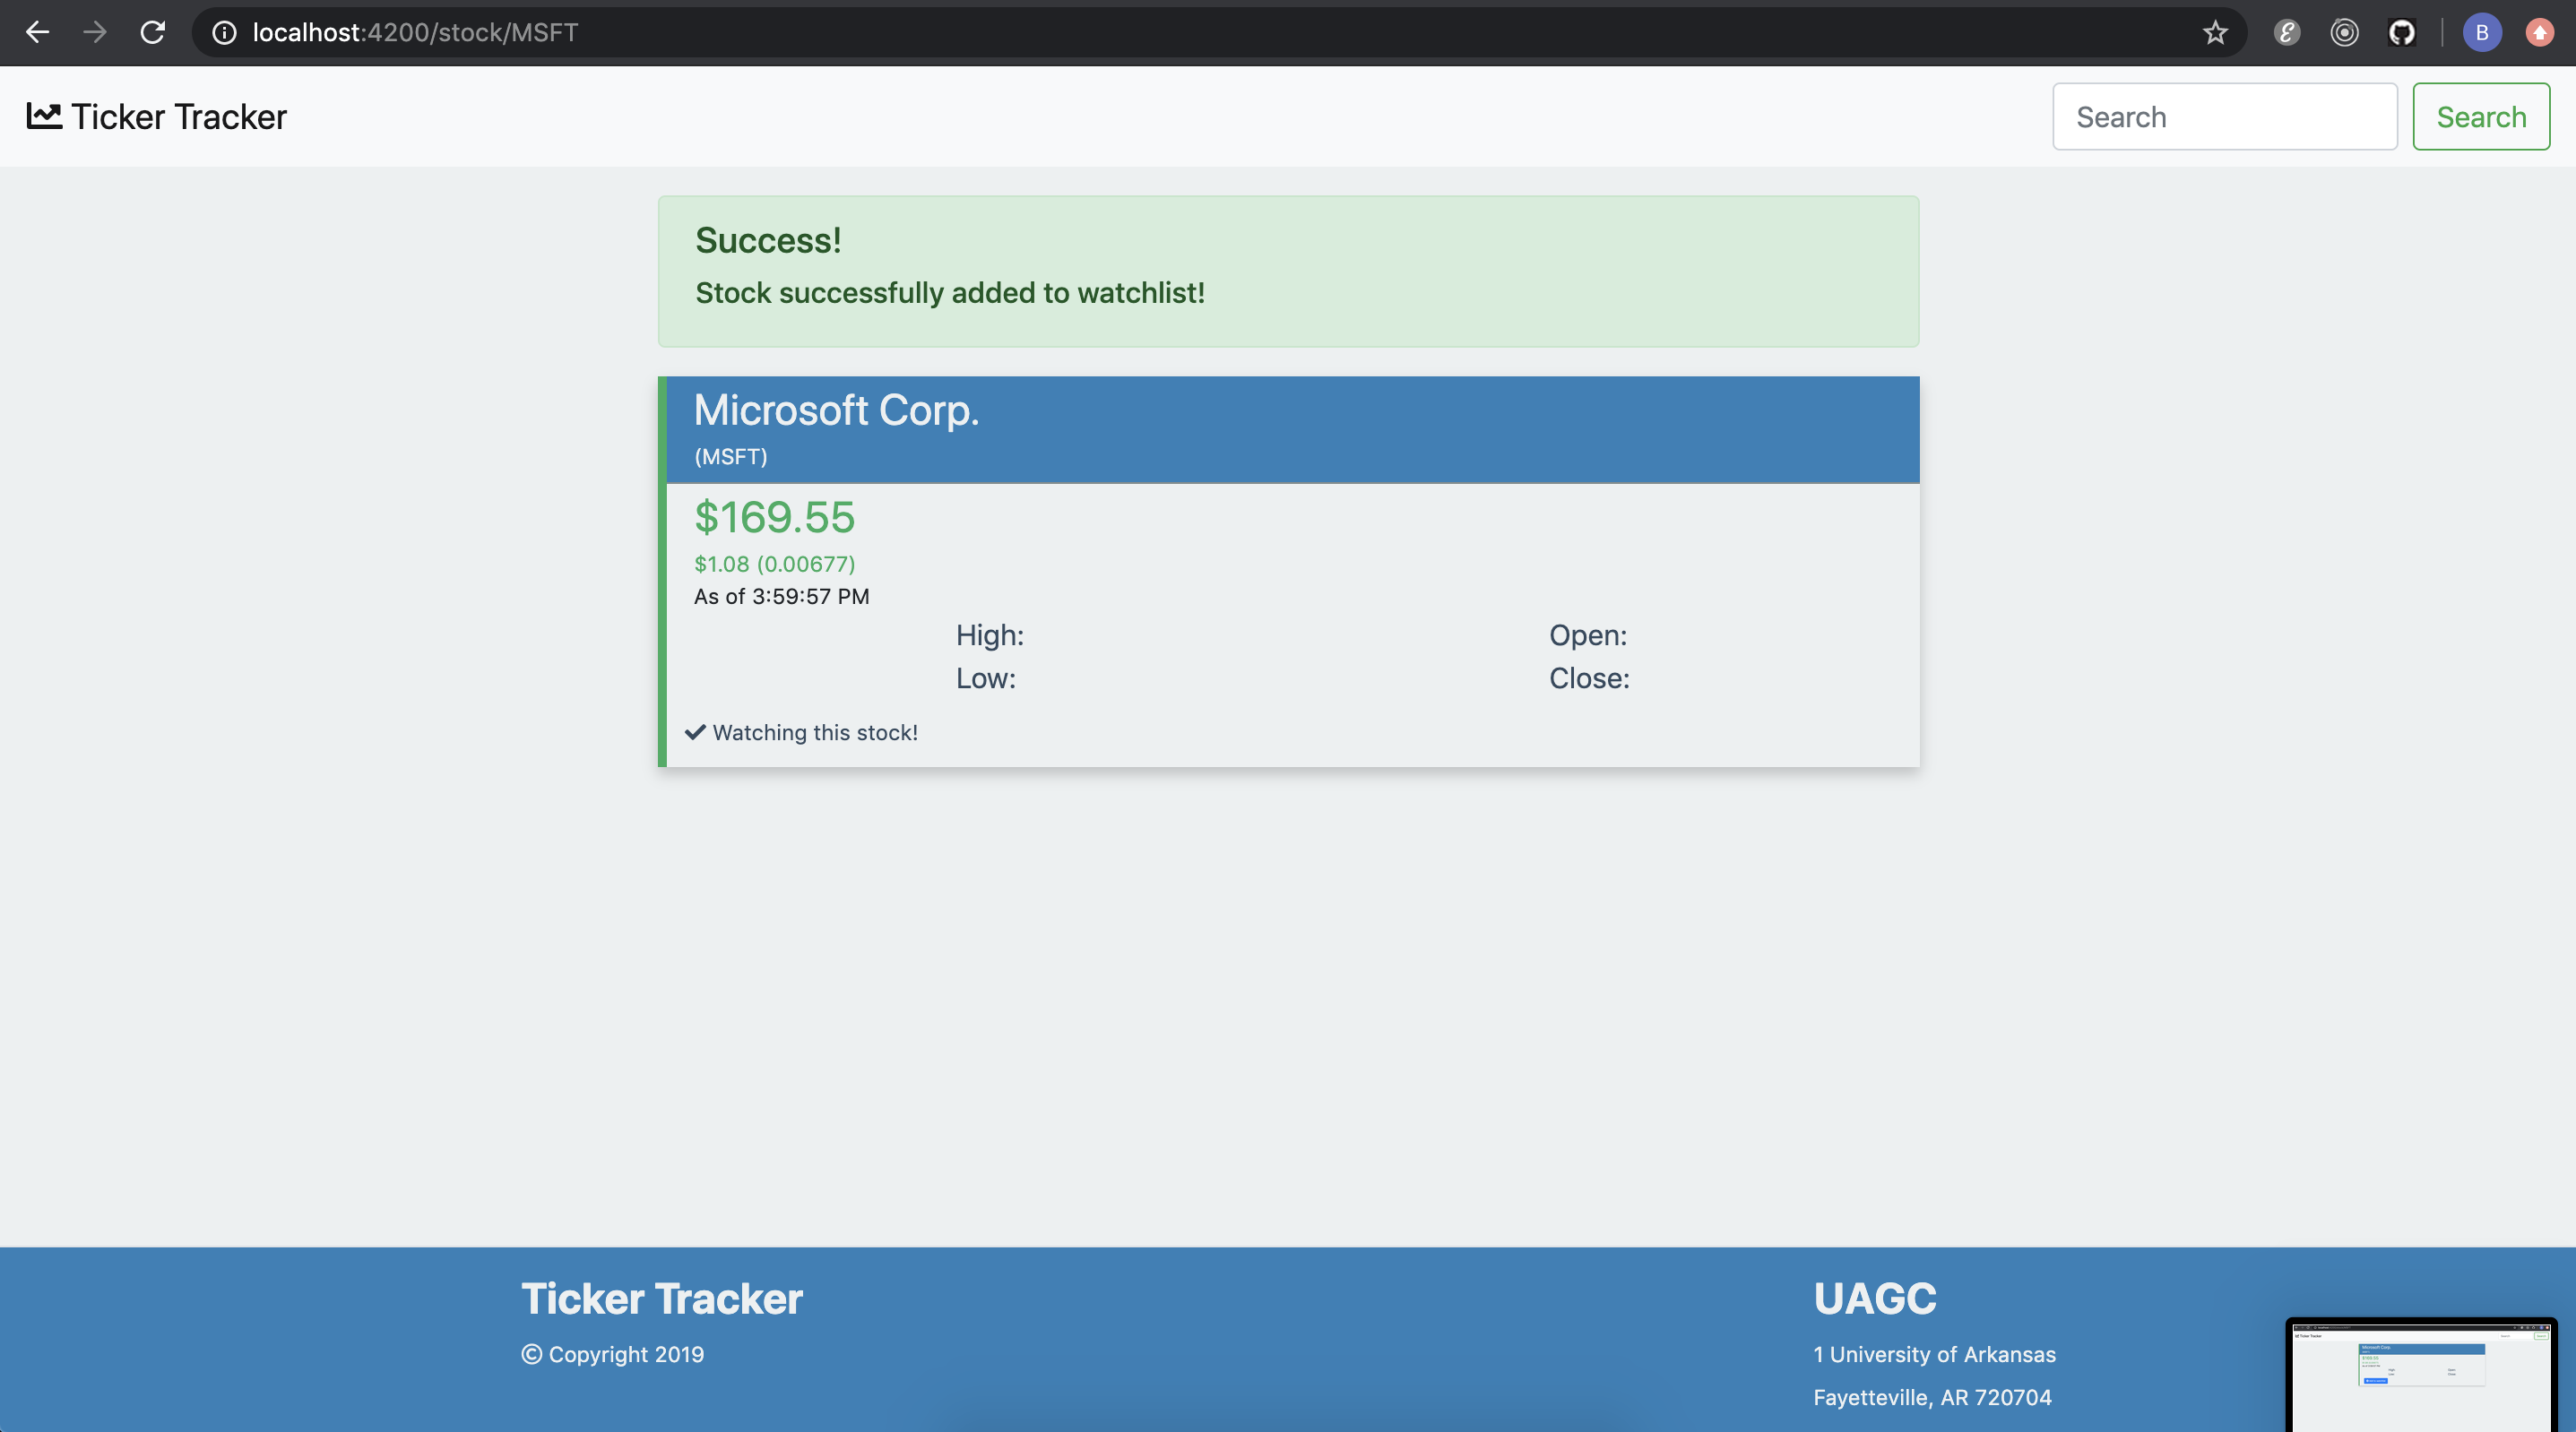 localhost:4200/stock/MSFT
B
Ticker Tracker
Search
Search
Success!
Stock successfully added to watchlist!
Microsoft Corp.
(MSFT)
$169.55
$1.08 (0.00677)
As of 3:59:57 PM
High:
Open:
Low:
Close:
Watching this stock!
Ticker Tracker
UAGC
© Copyright 2019
1 University of Arkansas
Fayetteville, AR 720704